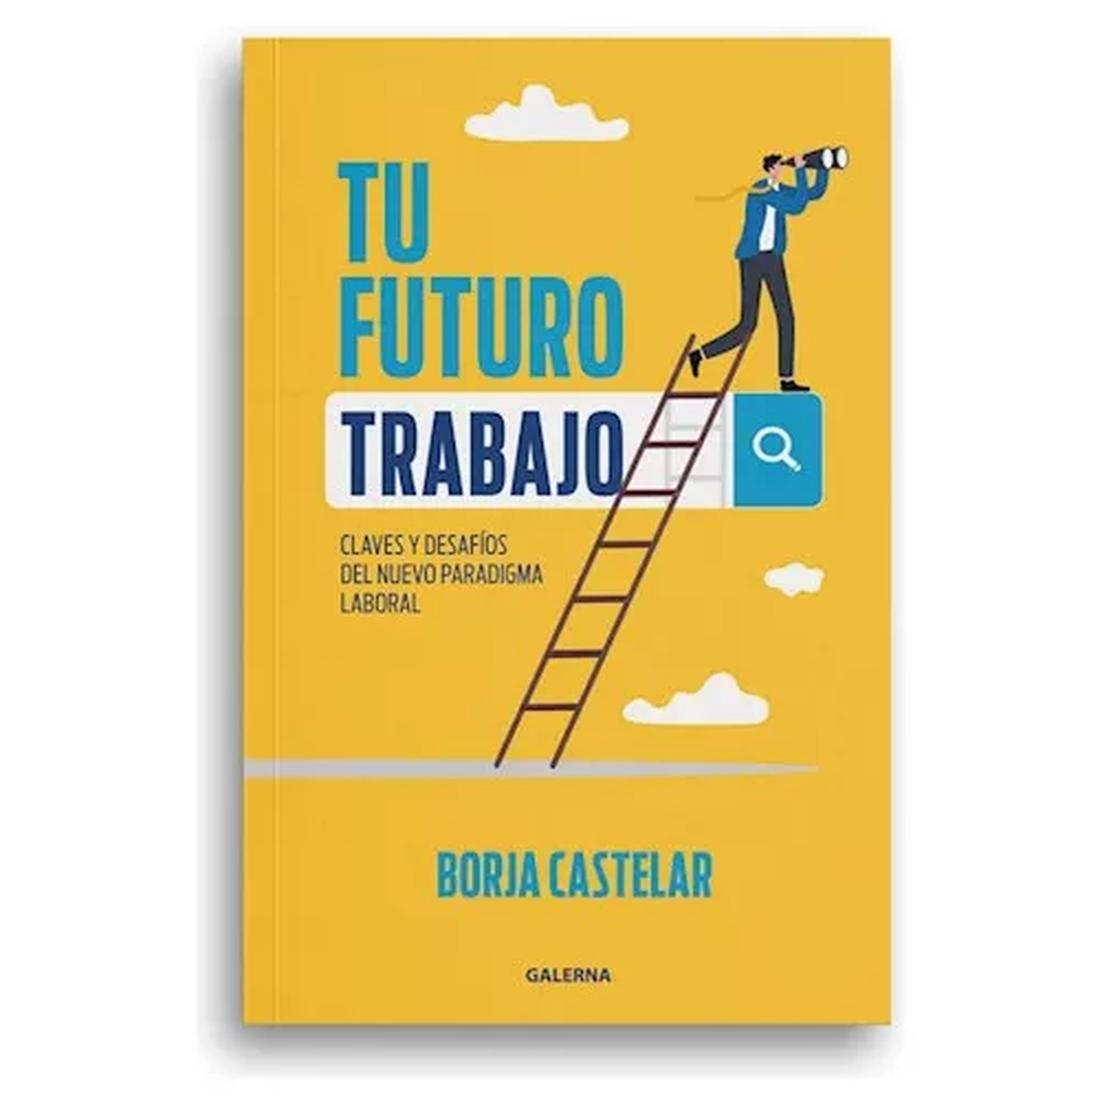 TU
FUTURO
TRABAJO
CLAVES Y DESAFÍOS
DEL NUEVO PARADIGMA
LABORAL
BORJA CASTELAR
GALERNA